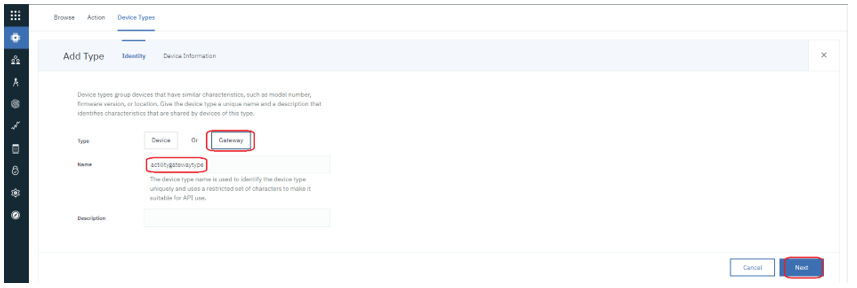 Browse Action Device Types
Add Type Identity Device Information ×
Device types group devices that have similar characteristics, such as model number,
firmware version, or location. Give the device type a unique name and a description that
identifies characteristics that are shared by devices of this type.
Type Device Or Gateway
Name actilitygatewaytype
The device type name is used to identify the device type
uniquely and uses a restricted set of characters to make it
suitable for API use.
Description
Cancel Next